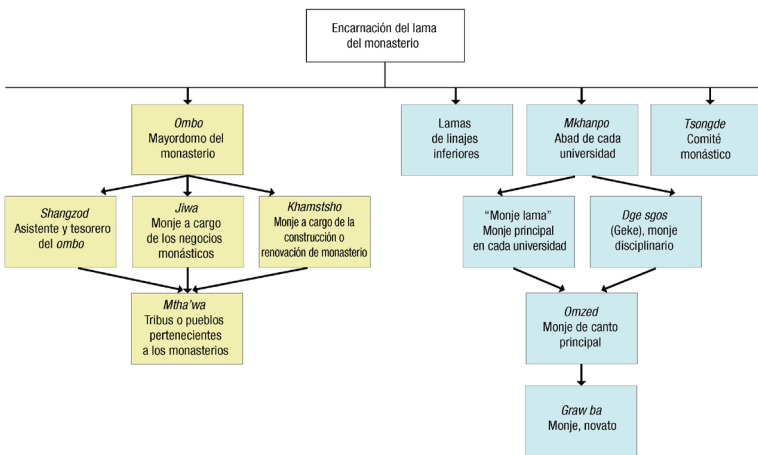 Encarnación del lama
del monasterio
Ombo
Mayordomo del
monasterio
Lamas
de linajes
inferiores
Mkhanpo
Abad de cada
universidad
Tsongde
Comité
monástico
Shangzod
Asistente y tesorero
del ombo
Jiwa
Monje a cargo
de los negocios
monásticos
Khamstsho
Monje a cargo de la
construcción o
renovación de monasterio
“Monje lama”
Monje principal
en cada universidad
Dge sgos
(Geke), monje
disciplinario
Mtha’wa
Tribus o pueblos
pertenecientes
a los monasterios
Omzed
Monje de canto
principal
Graw ba
Monje, novato